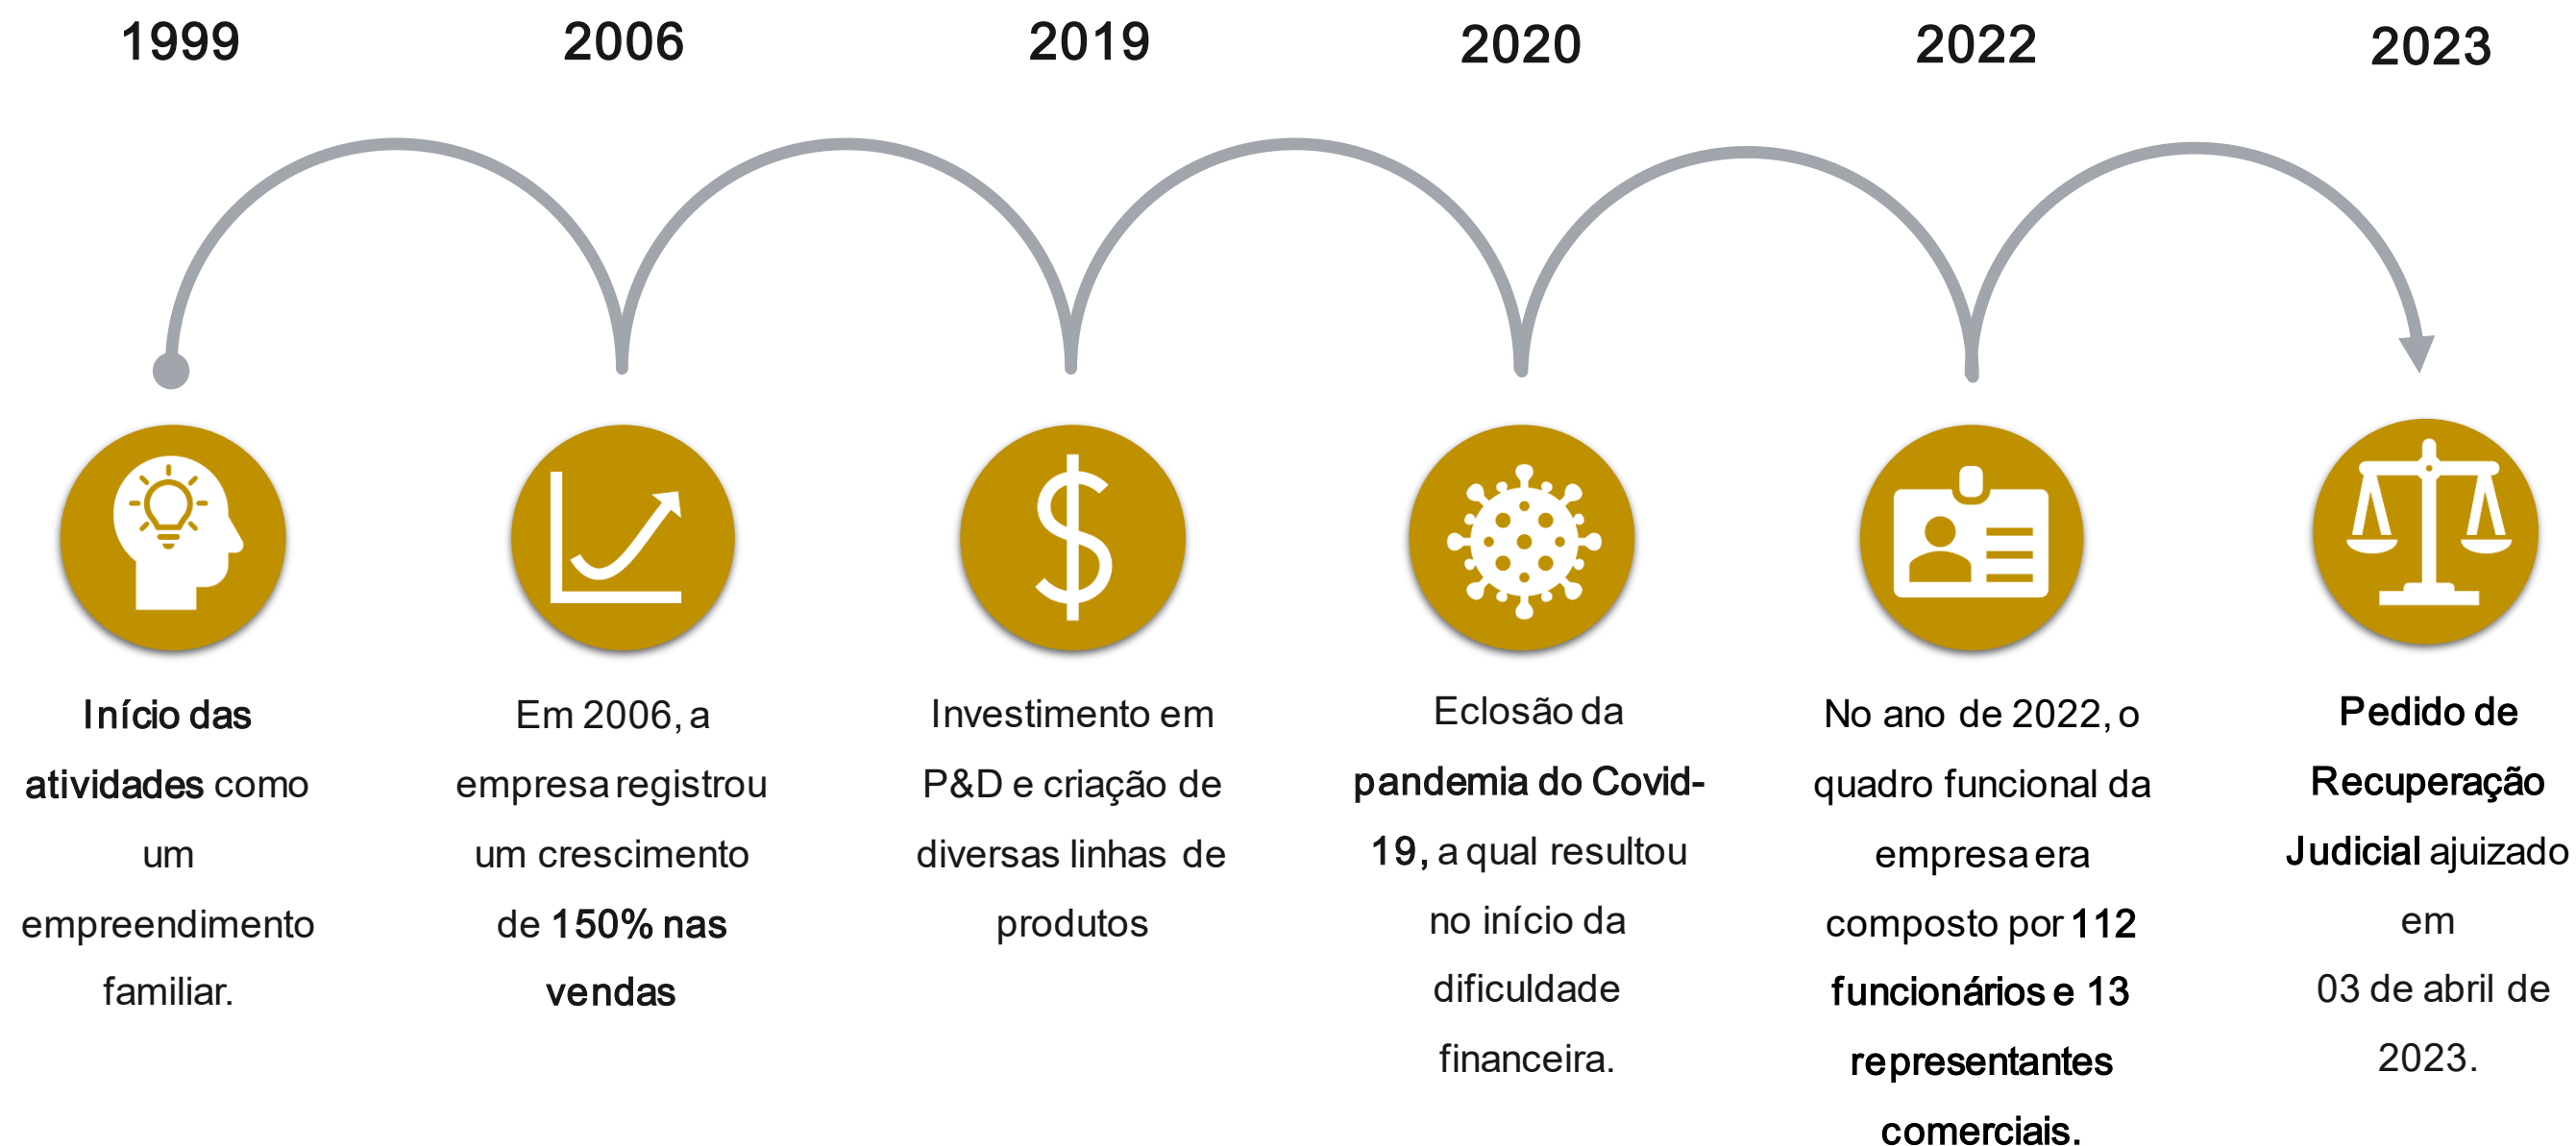 1999
2006
2019
2020
2022
2023
Início das
atividades como
um
empreendimento
familiar.
Em 2006, a
empresa registrou
um crescimento
de 150% nas
vendas
Investimento em
P&D e criação de
diversas linhas de
produtos
Eclosão da
pandemia do Covid-
19, a qual resultou
no início da
dificuldade
financeira.
No ano de 2022, o
quadro funcional da
empresa era
composto por 112
funcionários e 13
representantes
comerciais.
Pedido de
Recuperação
Judicial ajuizado
em
03 de abril de
2023.